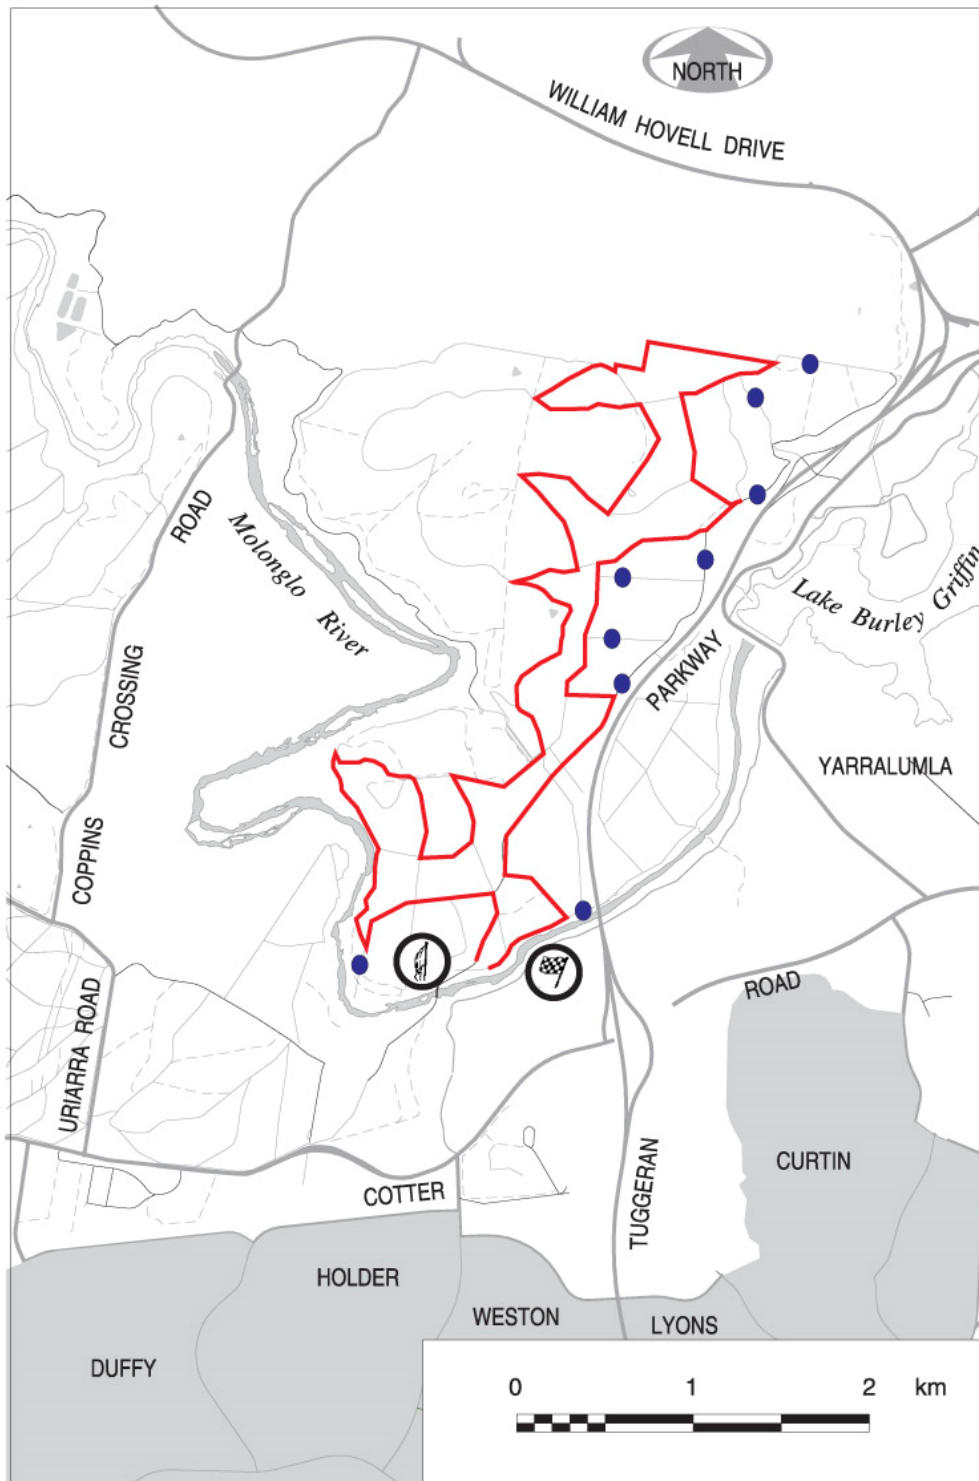 NORTH
WILLIAM HOVELL DRIVE
ROAD
Molonglo River
Lake Burley Griffin
CROSSING
PARKWAY
YARRALUMLA
COPPINS
ROAD
URIARRA ROAD
CURTIN
COTTER
TUGGERAN
HOLDER
WESTON
LYONS
DUFFY
0 1 2 km